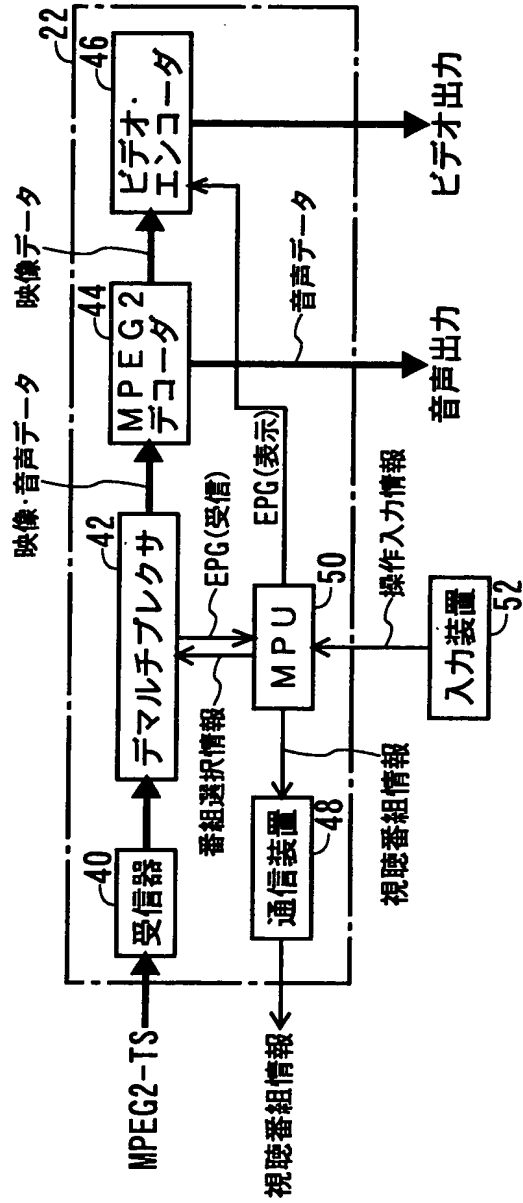 22
MPEG2-TS
40
受信器
42
デマルチプレクサ
映像・音声データ
44
MPEG2
デコーダ
映像データ
46
ビデオ・
エンコーダ
番組選択情報
EPG(受信)
EPG(表示)
音声データ
視聴番組情報
通信装置
48
MPU
50
視聴番組情報
操作入力情報
入力装置
52
音声出力
ビデオ出力